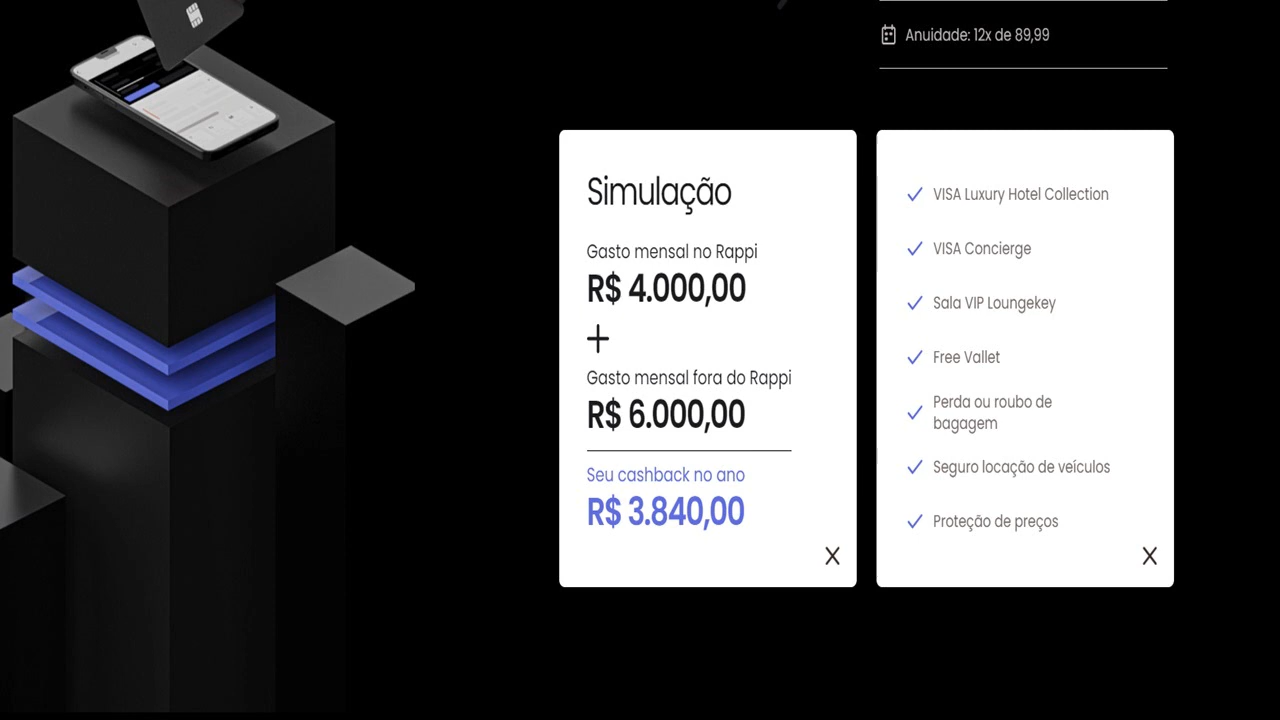 Anuidade: 12x de 89,99
Simulação
Gasto mensal no Rappi
R$ 4.000,00
+
Gasto mensal fora do Rappi
R$ 6.000,00
Seu cashback no ano
R$ 3.840,00
X
VISA Luxury Hotel Collection
VISA Concierge
Sala VIP Loungekey
Free Vallet
Perda ou roubo de
bagagem
Seguro locação de veículos
Proteção de preços
X